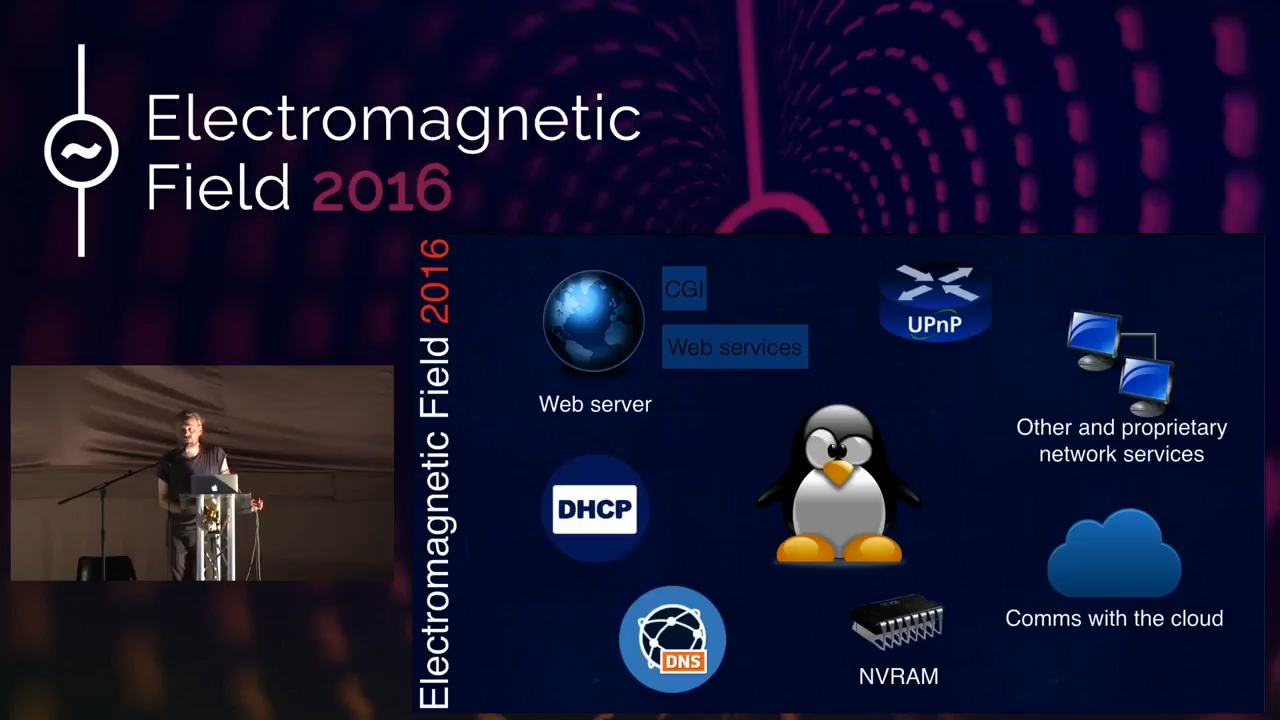 Electromagnetic
Field 2016
Electromagnetic Field 2016
CGI
Web services
Web server
UPnP
Other and proprietary
network services
DHCP
Comms with the cloud
DNS
NVRAM